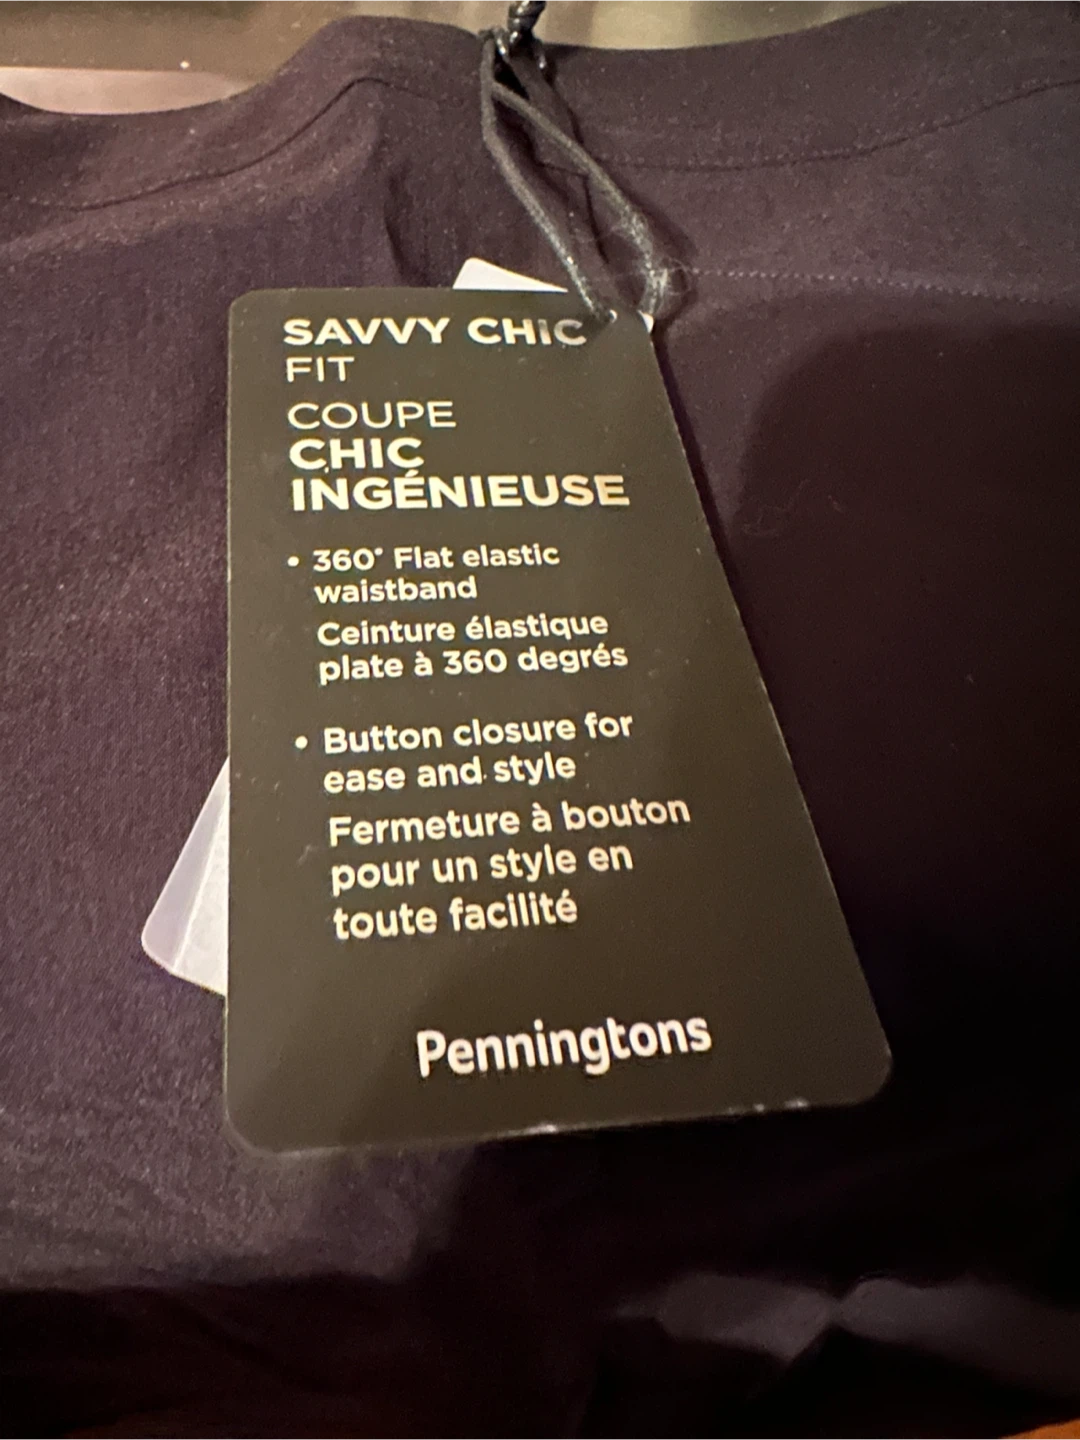 SAVVY CHIC
FIT
COUPE
CHIC
INGÉNIEUSE
• 360° Flat elastic
waistband
Ceinture élastique
plate à 360 degrés
• Button closure for
ease and style
Fermeture à bouton
pour un style en
toute facilité
Penningtons